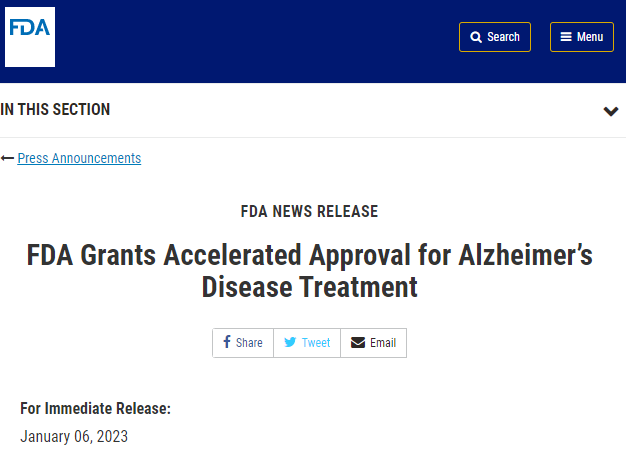 FDA
Search
Menu
IN THIS SECTION
Press Announcements
FDA NEWS RELEASE
FDA Grants Accelerated Approval for Alzheimer’s
Disease Treatment
Share
Tweet
Email
For Immediate Release:
January 06, 2023